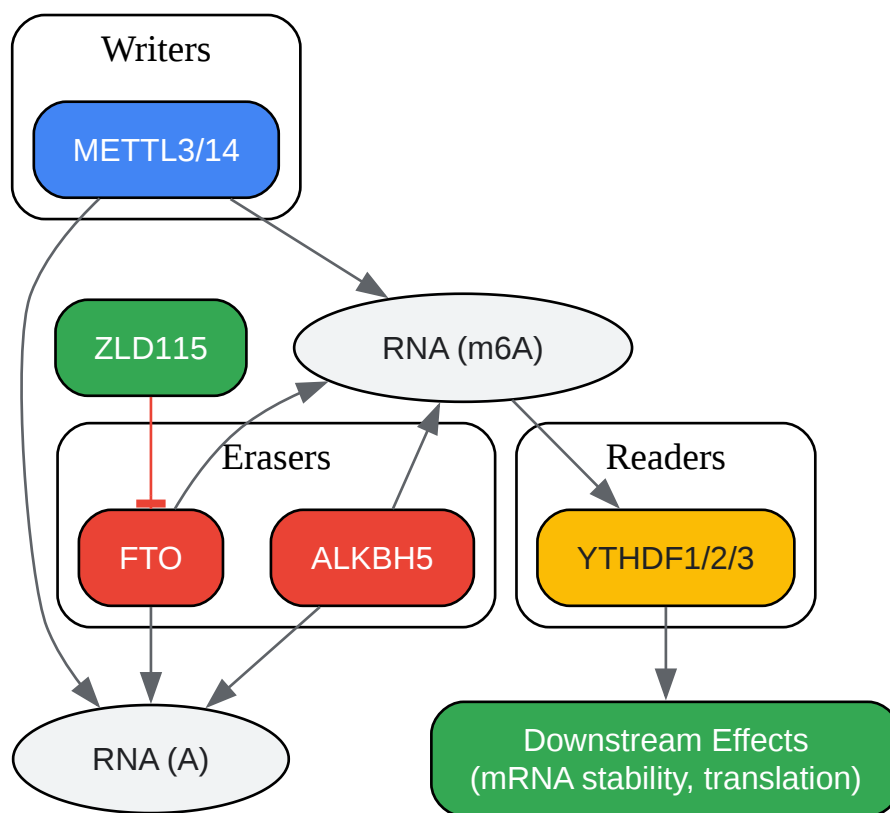 Writers
METTL3/14
ZLD115
RNA (m6A)
Erasers
Readers
FTO
ALKBH5
YTHDF1/2/3
RNA (A)
Downstream Effects
(mRNA stability, translation)